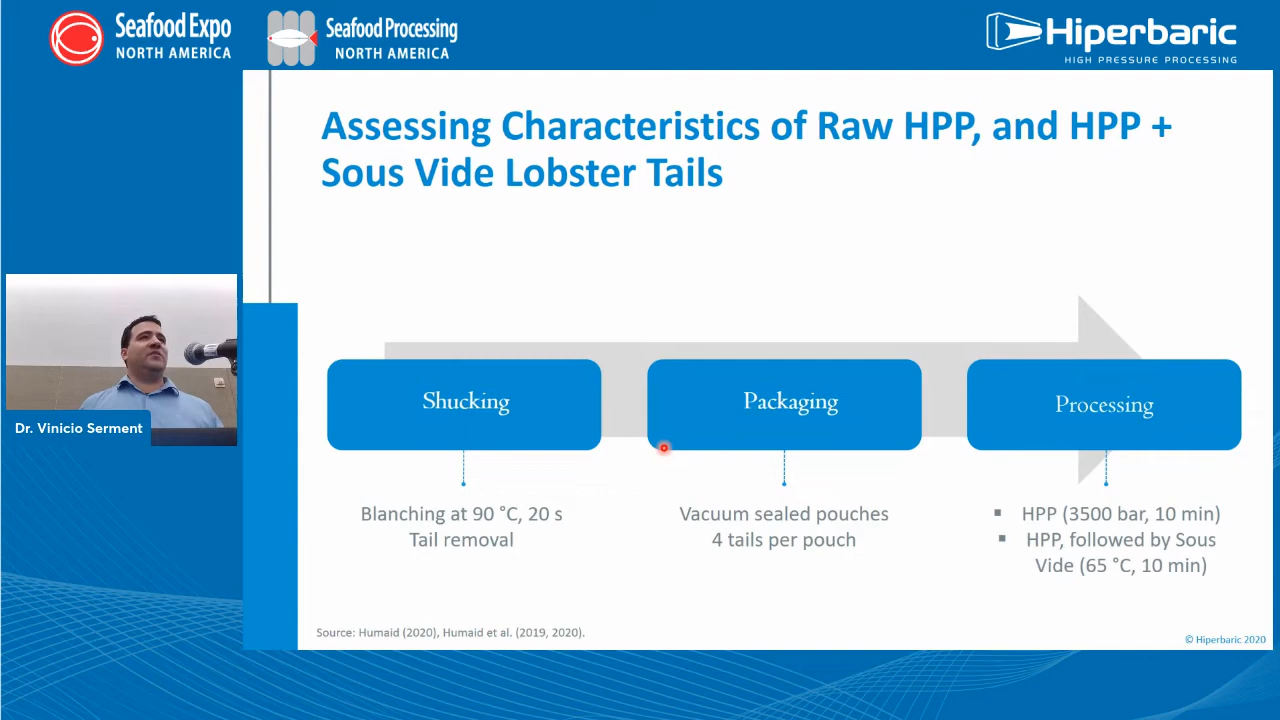 Seafood Expo
NORTH AMERICA
Seafood Processing
NORTH AMERICA
Hiperbaric
HIGH PRESSURE PROCESSING
Assessing Characteristics of Raw HPP, and HPP +
Sous Vide Lobster Tails
Dr. Vinicio Serment
Shucking
Packaging
Processing
Blanching at 90 °C, 20 s
Tail removal
Vacuum sealed pouches
4 tails per pouch
▪ HPP (3500 bar, 10 min)
▪ HPP, followed by Sous
Vide (65 °C, 10 min)
Source: Humaid (2020), Humaid et al. (2019, 2020).
© Hiperbaric 2020